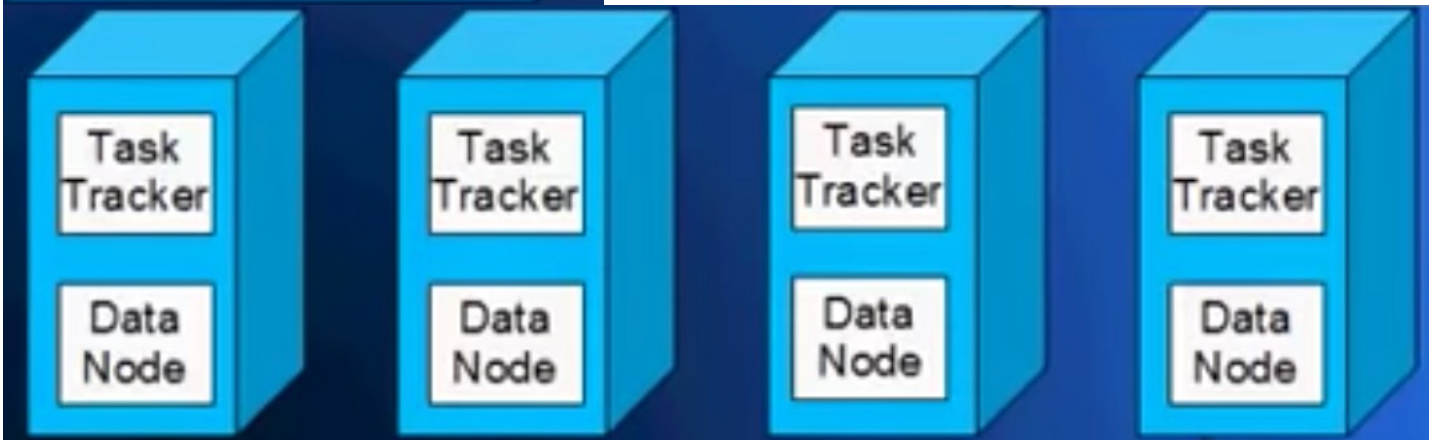 Task
Tracker
Data
Node
Task
Tracker
Data
Node
Task
Tracker
Data
Node
Task
Tracker
Data
Node